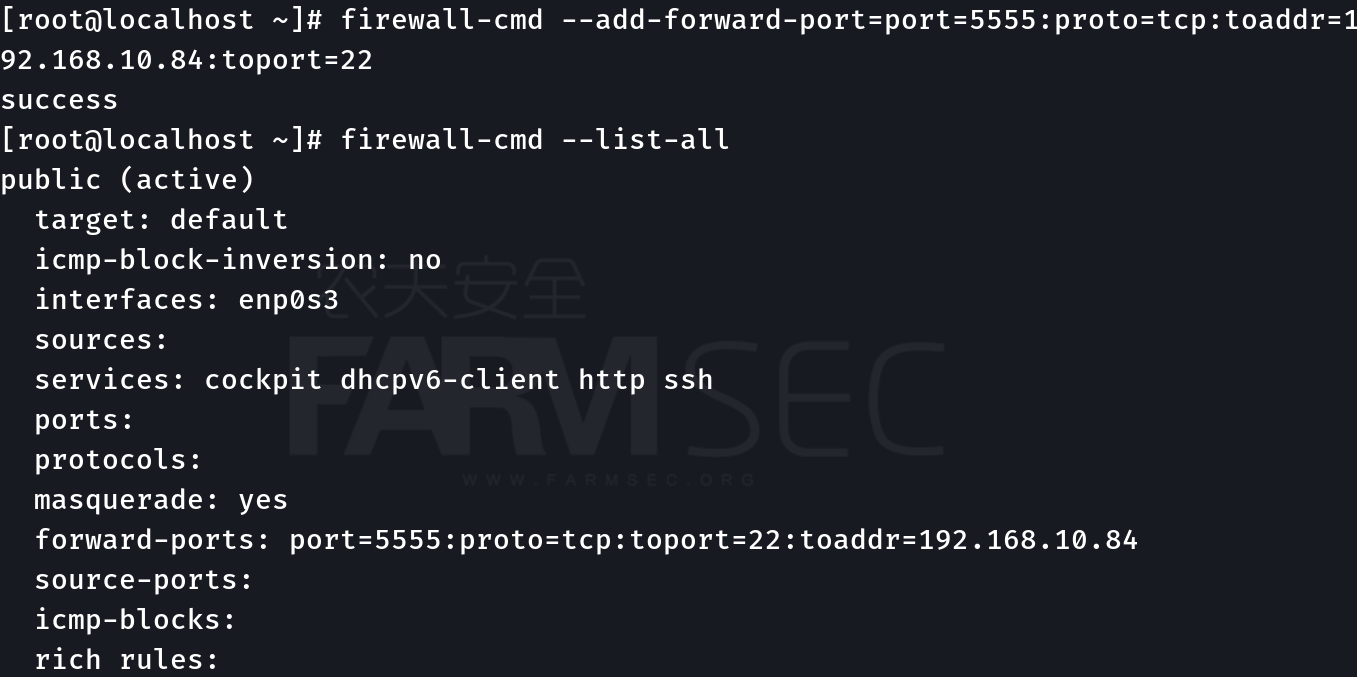 [root@localhost ~]# firewall-cmd --add-forward-port=port=5555:proto=tcp:toaddr=1
92.168.10.84:toport=22
success
[root@localhost ~]# firewall-cmd --list-all
public (active)
  target: default
  icmp-block-inversion: no
  interfaces: enp0s3
  sources:
  services: cockpit dhcpv6-client http ssh
  ports:
  protocols:
  masquerade: yes
  forward-ports: port=5555:proto=tcp:toport=22:toaddr=192.168.10.84
  source-ports:
  icmp-blocks:
  rich rules:
农夫安全
FARMSEC
WWW.FARMSEC.ORG